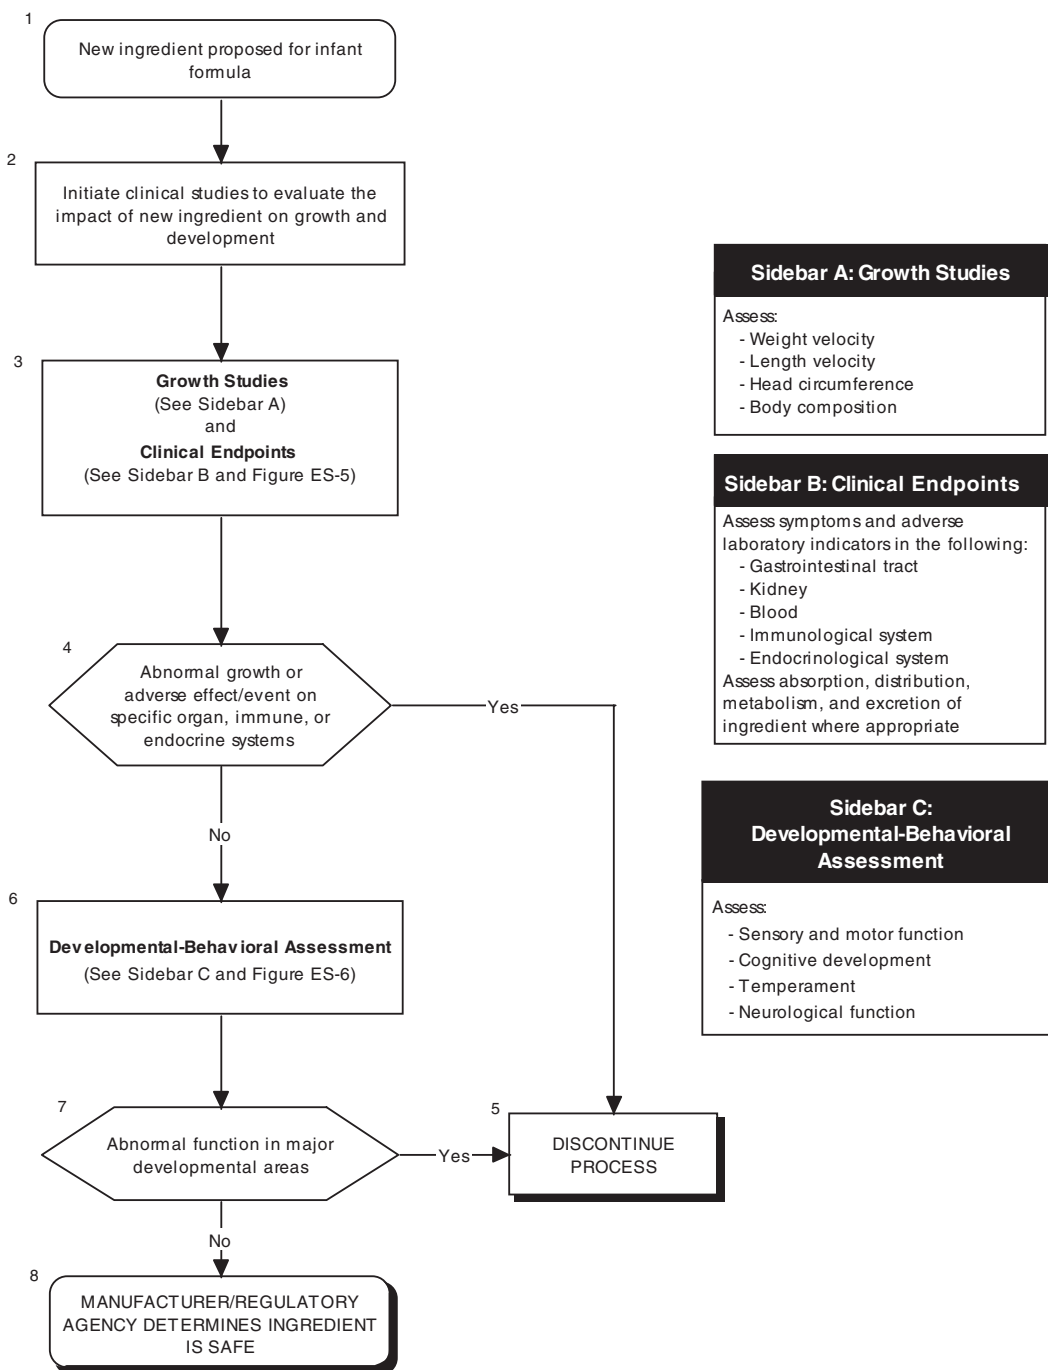 1
New ingredient proposed for infant
formula
2
Initiate clinical studies to evaluate the
impact of new ingredient on growth and
development
3
Growth Studies
(See Sidebar A)
and
Clinical Endpoints
(See Sidebar B and Figure ES-5)
4
Abnormal growth or
adverse effect/event on
specific organ, immune, or
endocrine systems
Yes
No
6
Developmental-Behavioral Assessment
(See Sidebar C and Figure ES-6)
7
Abnormal function in major
developmental areas
Yes
5
DISCONTINUE
PROCESS
No
8
MANUFACTURER/REGULATORY
AGENCY DETERMINES INGREDIENT
IS SAFE
Sidebar A: Growth Studies
Assess:
- Weight velocity
- Length velocity
- Head circumference
- Body composition
Sidebar B: Clinical Endpoints
Assess symptoms and adverse
laboratory indicators in the following:
- Gastrointestinal tract
- Kidney
- Blood
- Immunological system
- Endocrinological system
Assess absorption, distribution,
metabolism, and excretion of
ingredient where appropriate
Sidebar C:
Developmental-Behavioral
Assessment
Assess:
- Sensory and motor function
- Cognitive development
- Temperament
- Neurological function